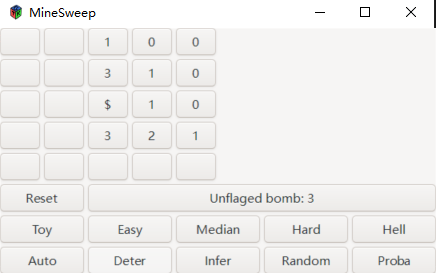 MineSweep
1 0 0
3 1 0
$ 1 0
3 2 1
Reset Unflaged bomb: 3
Toy Easy Median Hard Hell
Auto Deter Infer Random Proba